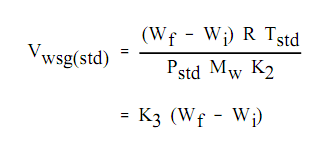 V_wsg(std) = (W_f − W_i) R T_std / P_std M_w K_2
= K_3 (W_f − W_i)